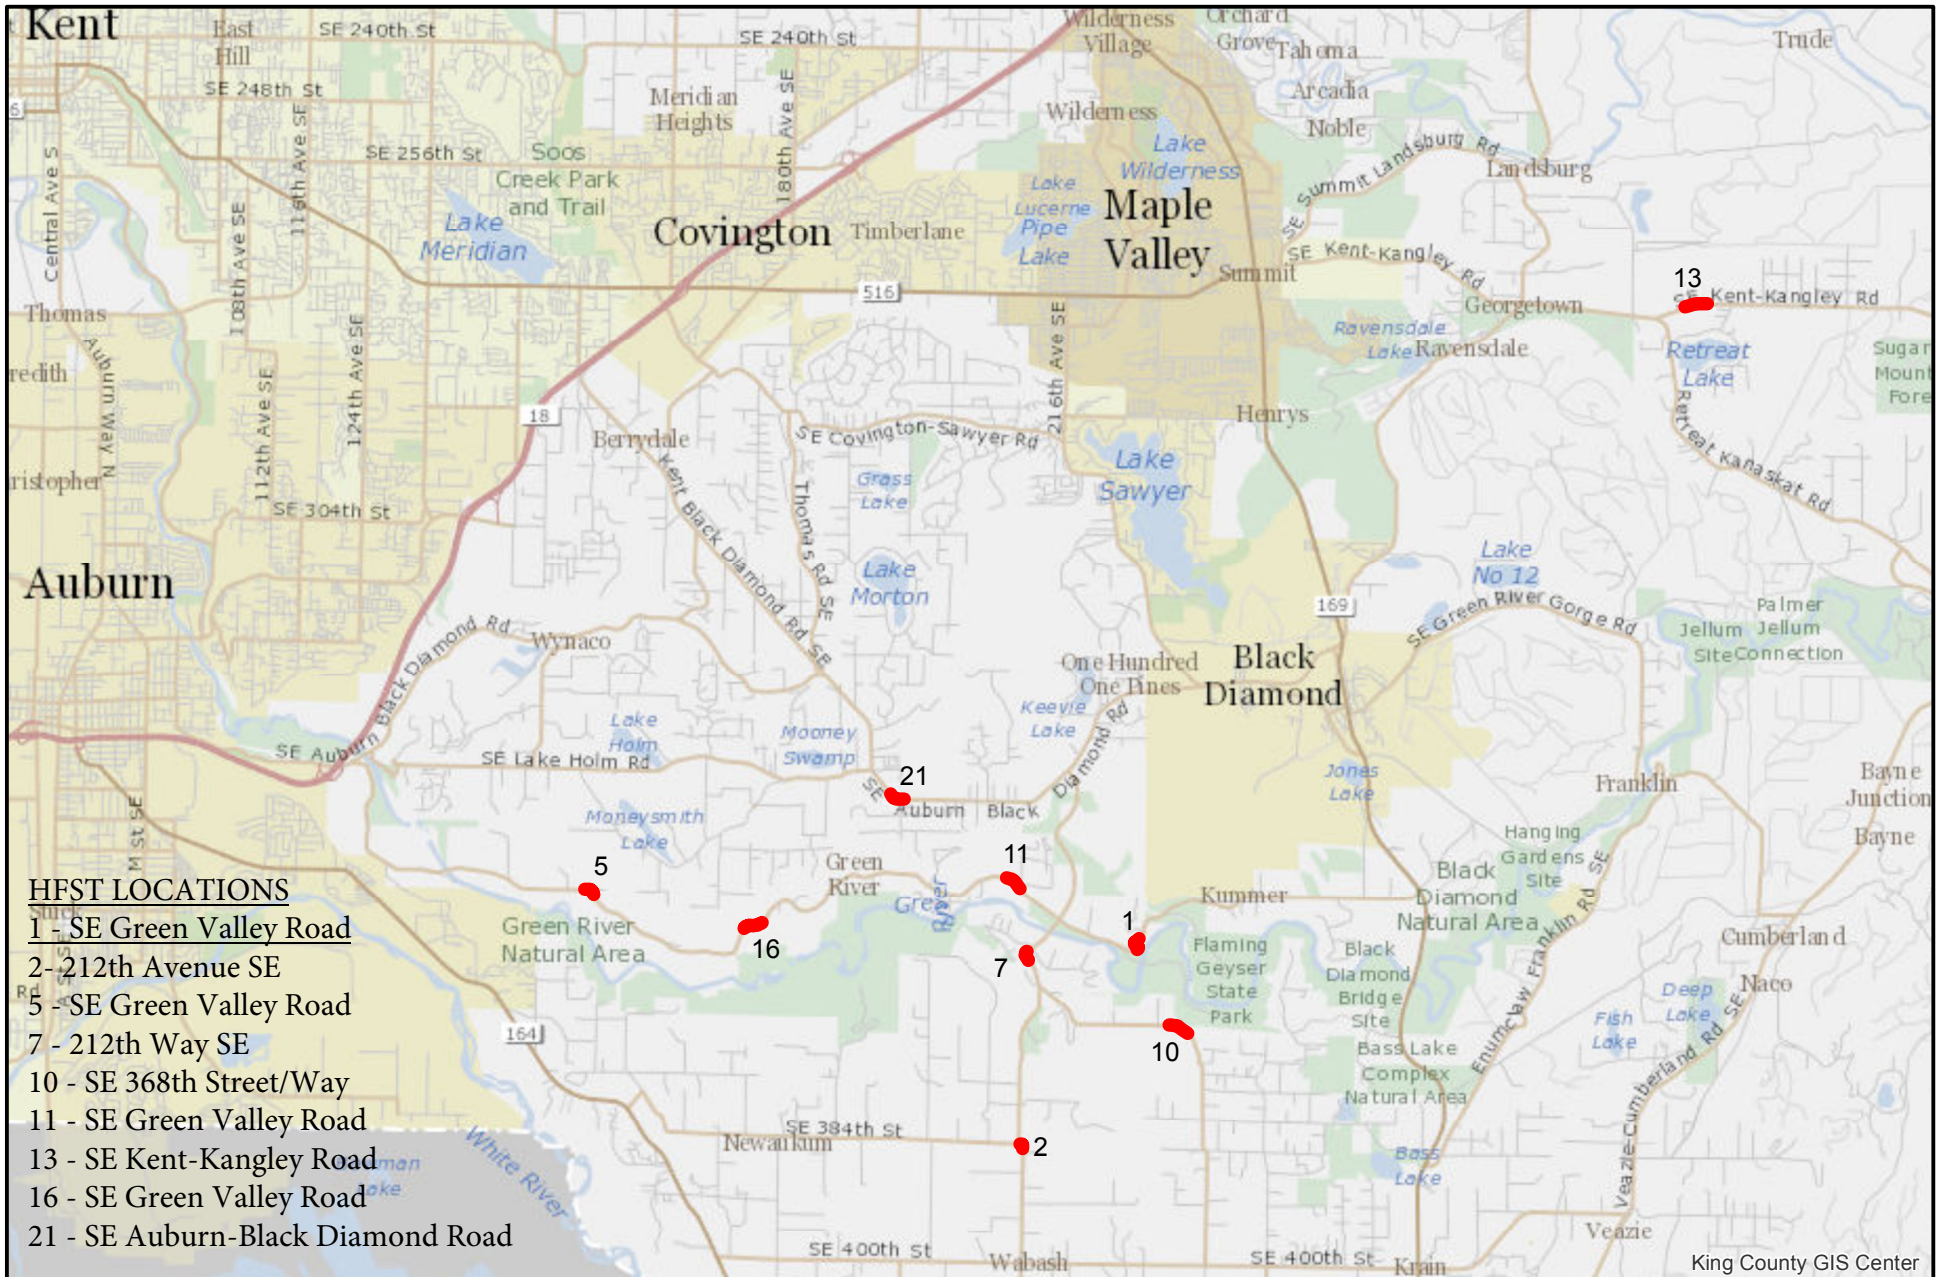 Kent
East
Hill
SE 240th St
SE 240th St
Wilderness
Village
Orchard
Grove
Tahoma
Trude
SE 248th St
Meridian
Heights
180th Ave SE
Wilderness
Arcadia
Noble
116th Ave SE
Central Ave S
SE 256th St
Soos
Creek Park
and Trail
Lake
Wilderness
SE Summit Landsburg Rd
Landsburg
Lake
Lucerne
Pipe
Lake
Maple
Valley
Lake
Meridian
Covington
Timberlane
108th Ave SE
SE Kent-Kangley Rd
Summit
516
13
SE Kent-Kangley Rd
Georgetown
Thomas
Auburn Way N
124th Ave SE
112th Ave SE
216th Ave SE
Ravensdale
Lake
Ravensdale
Retreat
Lake
Sugar
Mount
Fore
redith
18
Berrydale
SE Covington-Sawyer Rd
Henrys
Retreat Kanaskat Rd
ristopher
Kent Black Diamond Rd SE
Thomas Rd SE
Grass
Lake
Lake
Sawyer
SE 304th St
Auburn
Lake
Morton
Lake
No 12
169
SE Green River Gorge Rd
Palmer
Jellum
Connection
Jellum
Site
SE Auburn Black Diamond Rd
Wynaco
One Hundred
One Pines
Black
Diamond
Lake
Holm
Mooney
Swamp
Keevie
Lake
SE Lake Holm Rd
21
SE Auburn Black Diamond Rd
Jones
Lake
Franklin
Bayne
Junction
Bayne
M St SE
Moneysmith
Lake
Hanging
Gardens
Site
5
Green
River
11
Black
Diamond
Natural Area
Enumclaw Franklin Rd SE
Green River
Kummer
Green River
Natural Area
16
7
1
Flaming
Geyser
State
Park
Black
Diamond
Bridge
Site
Cumberland
Naco
Deep
Lake
Fish
Lake
164
10
Bass Lake
Complex
Natural Area
Veazie-Cumberland Rd SE
SE 384th St
Newaukum
2
White River
Bass
Lake
Veazie
SE 400th St
Wabash
SE 400th St
Krain
A St SE
Rd
HFST LOCATIONS
1 - SE Green Valley Road
2- 212th Avenue SE
5 - SE Green Valley Road
7 - 212th Way SE
10 - SE 368th Street/Way
11 - SE Green Valley Road
13 - SE Kent-Kangley Road
16 - SE Green Valley Road
21 - SE Auburn-Black Diamond Road
King County GIS Center